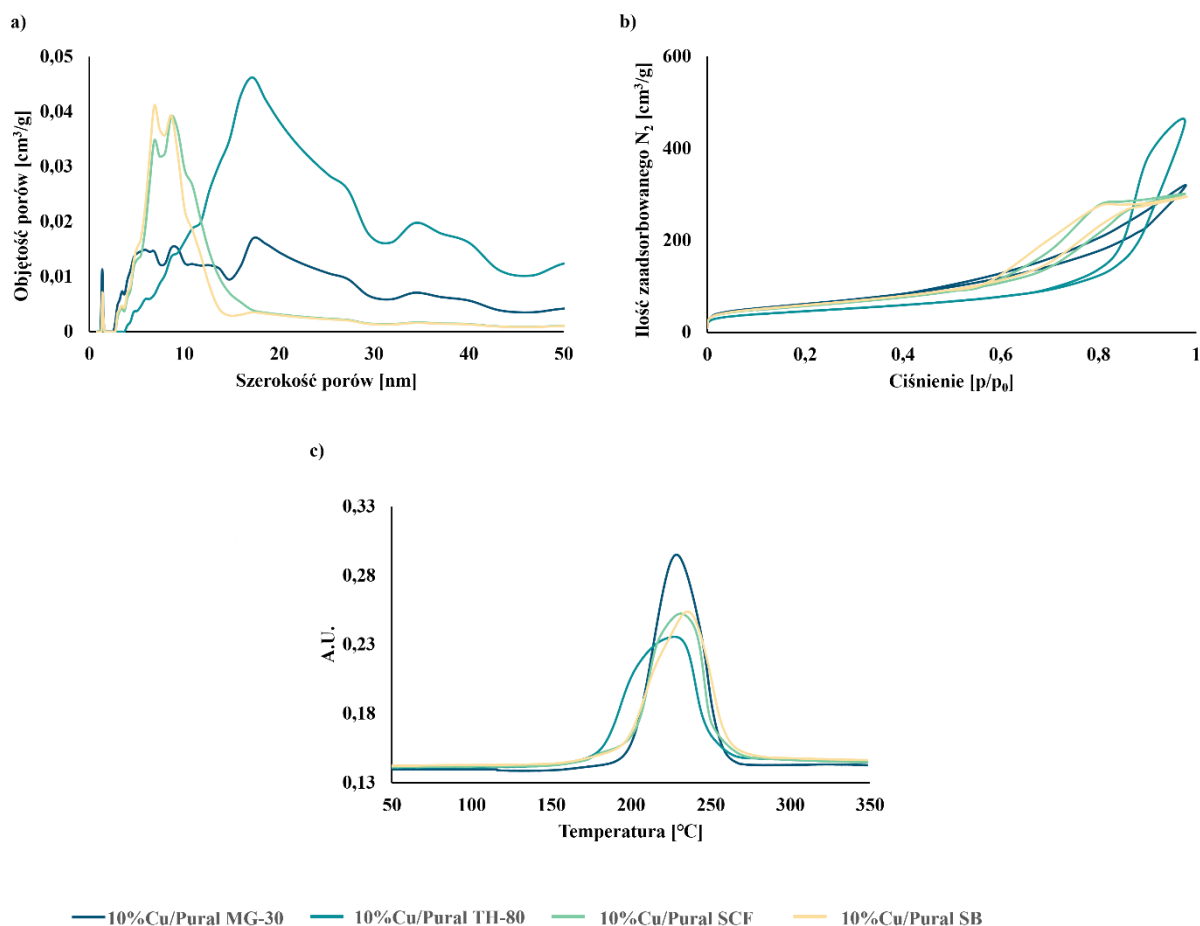 a)
Objętość porów [cm³/g]
0,05
0,04
0,03
0,02
0,01
0
0 10 20 30 40 50
Szerokość porów [nm]
b)
Ilość zaadsorbowanego N₂ [cm³/g]
600
400
200
0
0 0,2 0,4 0,6 0,8 1
Ciśnienie [p/p₀]
c)
A.U.
0,33
0,28
0,23
0,18
0,13
50 100 150 200 250 300 350
Temperatura [°C]
10%Cu/Pural MG-30 10%Cu/Pural TH-80 10%Cu/Pural SCF 10%Cu/Pural SB